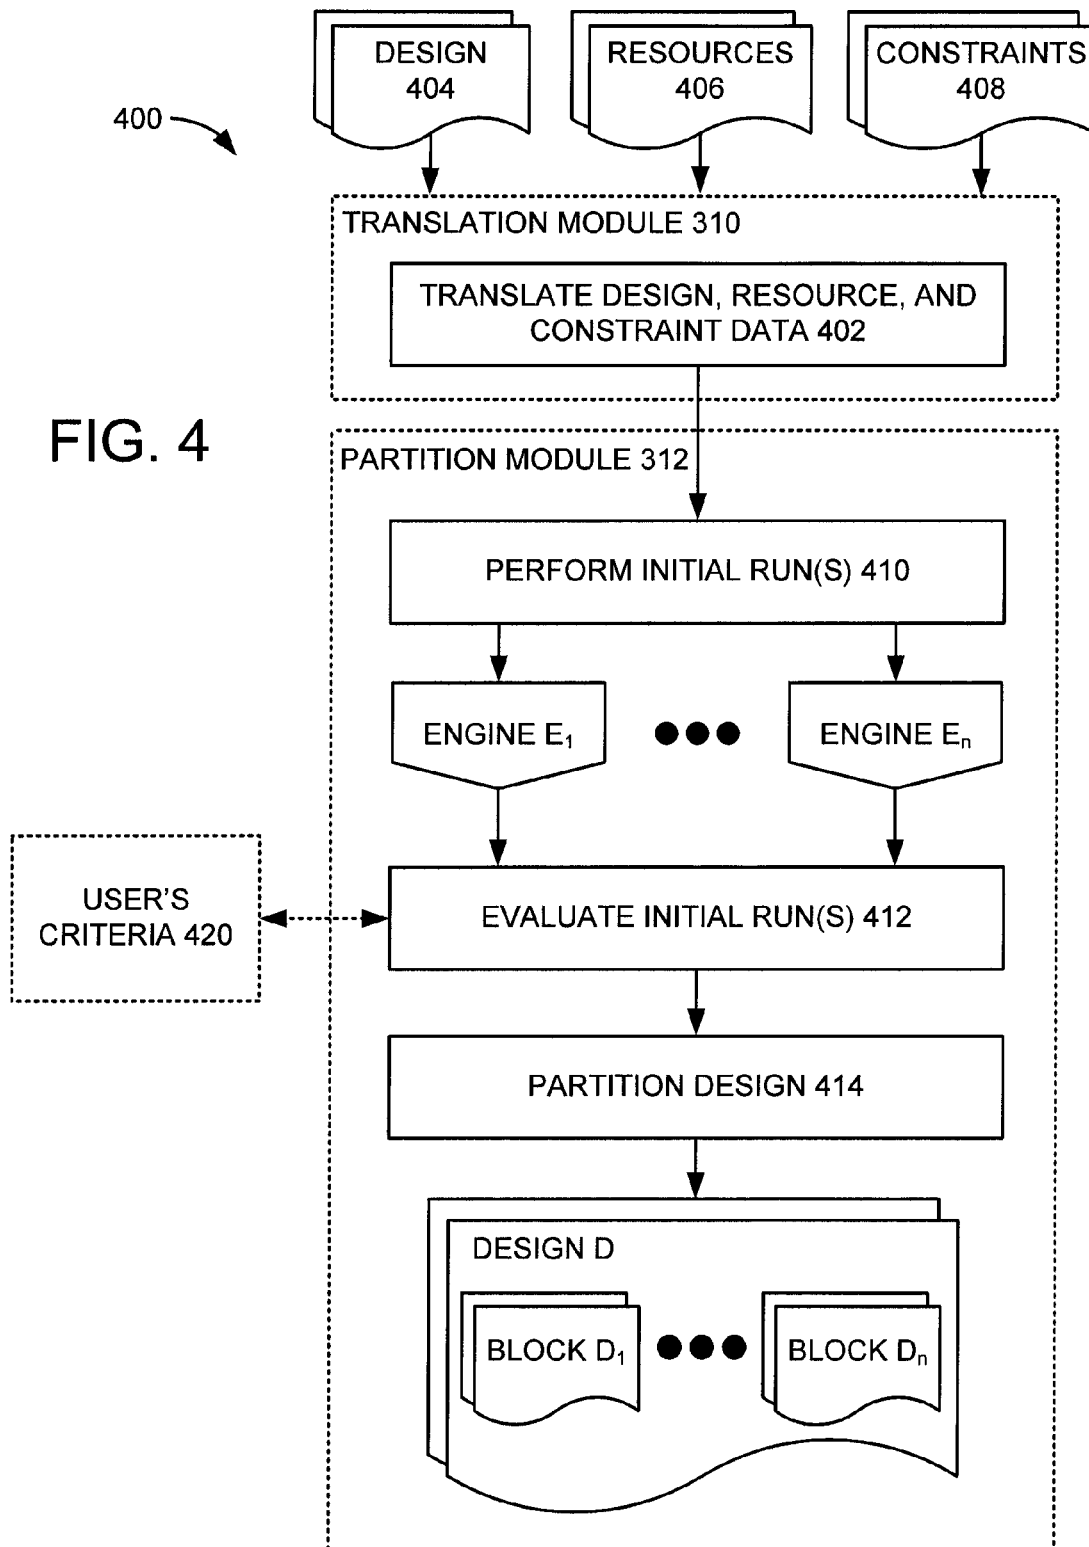 DESIGN
404
RESOURCES
406
CONSTRAINTS
408
400
TRANSLATION MODULE 310
TRANSLATE DESIGN, RESOURCE, AND
CONSTRAINT DATA 402
FIG. 4
PARTITION MODULE 312
PERFORM INITIAL RUN(S) 410
ENGINE E1
ENGINE En
USER'S
CRITERIA 420
EVALUATE INITIAL RUN(S) 412
PARTITION DESIGN 414
DESIGN D
BLOCK D1
BLOCK Dn